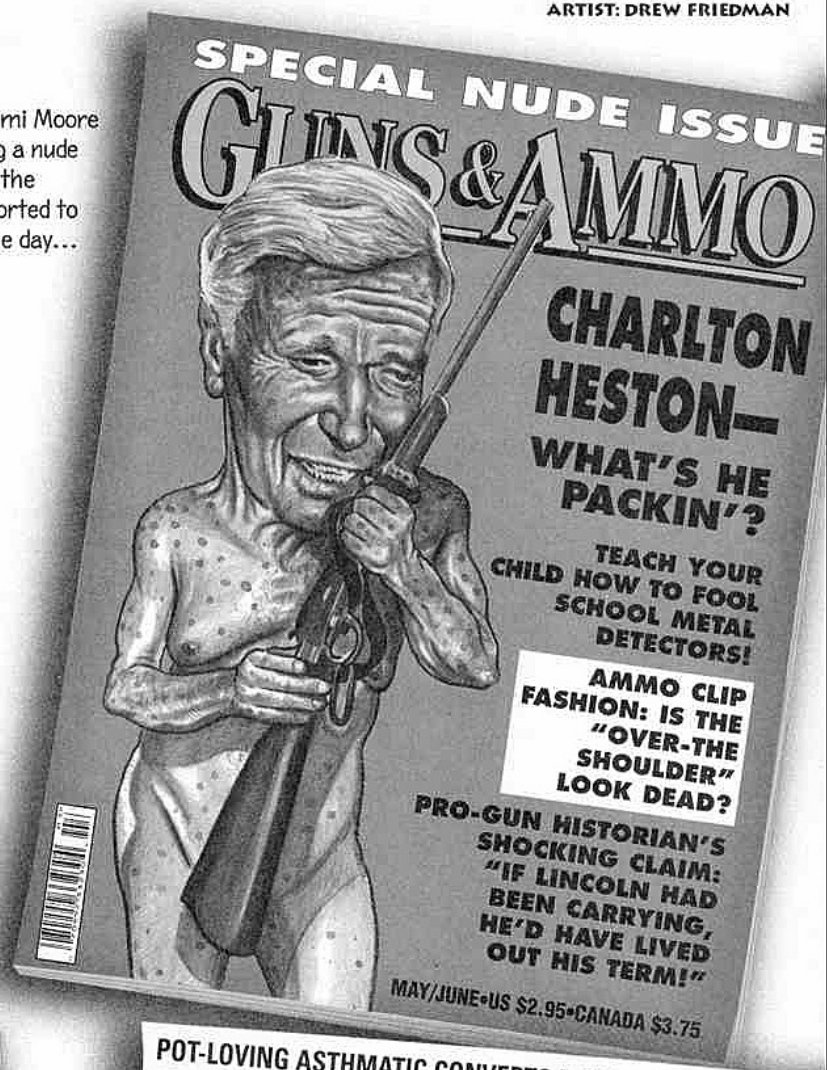 ARTIST: DREW FRIEDMAN
mi Moore
g a nude
the
orted to
e day...
SPECIAL NUDE ISSUE
GUNS & AMMO
CHARLTON
HESTON—
WHAT'S HE
PACKIN'?
TEACH YOUR
CHILD HOW TO FOOL
SCHOOL METAL
DETECTORS!
AMMO CLIP
FASHION: IS THE
"OVER-THE
SHOULDER"
LOOK DEAD?
PRO-GUN HISTORIAN'S
SHOCKING CLAIM:
"IF LINCOLN HAD
BEEN CARRYING,
HE'D HAVE LIVED
OUT HIS TERM!"
MAY/JUNE•US $2.95•CANADA $3.75
POT-LOVING ASTHMATIC